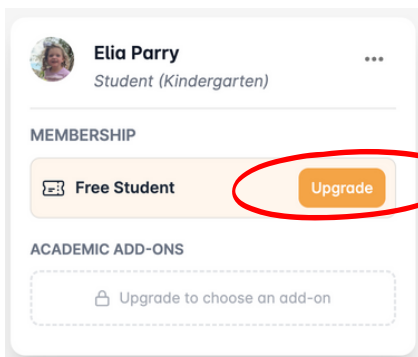 Elia Parry
Student (Kindergarten)
MEMBERSHIP
Free Student Upgrade
ACADEMIC ADD-ONS
Upgrade to choose an add-on